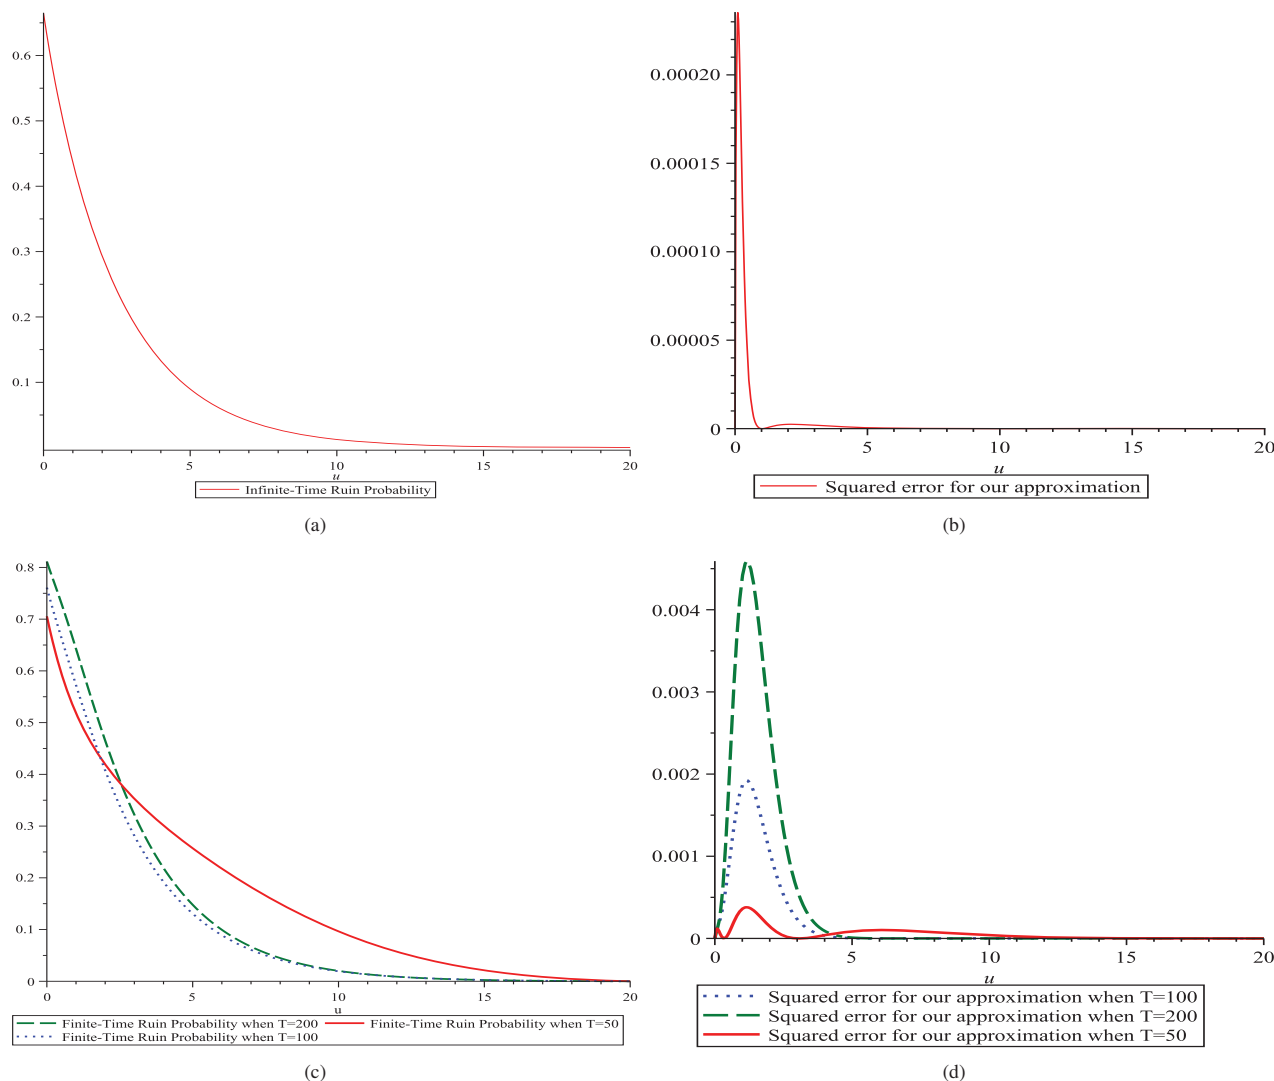 0.6
0.5
0.4
0.3
0.2
0.1
0 5 10 15 20
u
Infinite-Time Ruin Probability
(a)
0.00020
0.00015
0.00010
0.00005
0
0 5 10 15 20
u
Squared error for our approximation
(b)
0.8
0.7
0.6
0.5
0.4
0.3
0.2
0.1
0
0 5 10 15 20
u
Finite-Time Ruin Probability when T=200 Finite-Time Ruin Probability when T=50
Finite-Time Ruin Probability when T=100
(c)
0.004
0.003
0.002
0.001
0
0 5 10 15 20
u
Squared error for our approximation when T=100
Squared error for our approximation when T=200
Squared error for our approximation when T=50
(d)